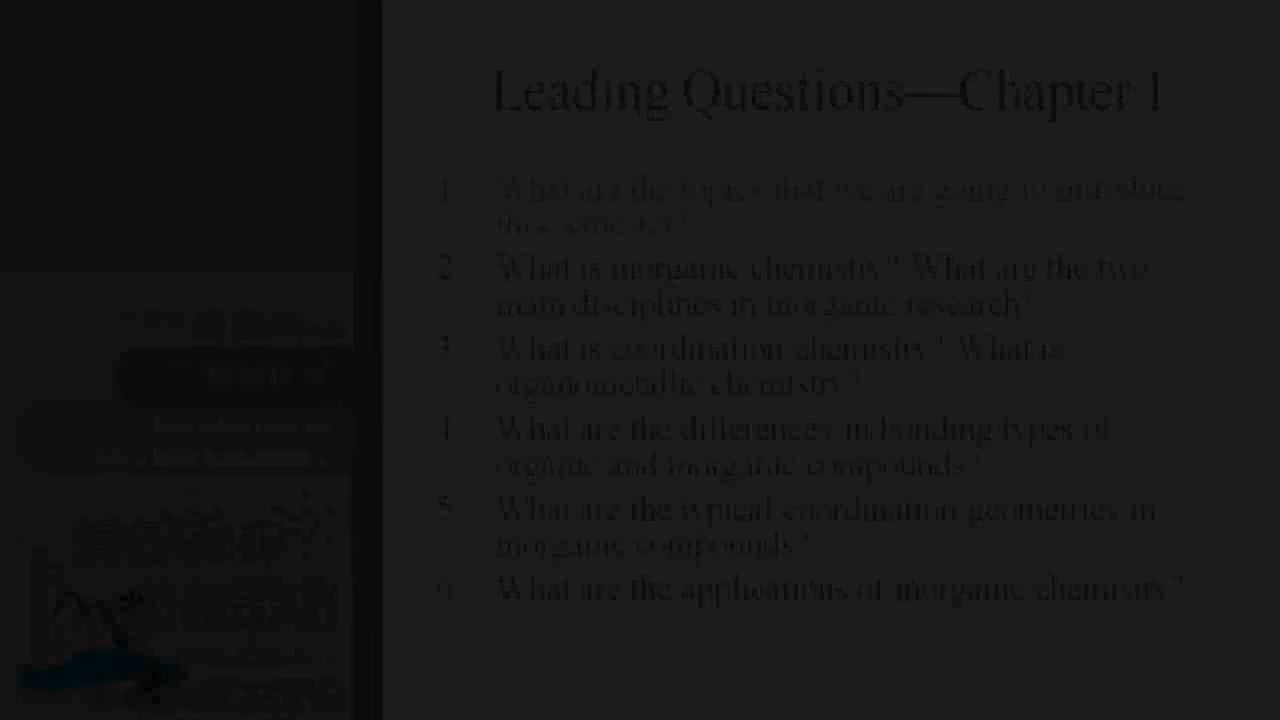 Leading Questions—Chapter 1
1. What are the topics that we are going to introduce
this semester?
2. What is inorganic chemistry? What are the two
main disciplines in inorganic research?
3. What is coordination chemistry? What is
organometallic chemistry?
4. What are the differences in bonding types of
organic and inorganic compounds?
5. What are the typical coordination geometries in
inorganic compounds?
6. What are the applications of inorganic chemistry?